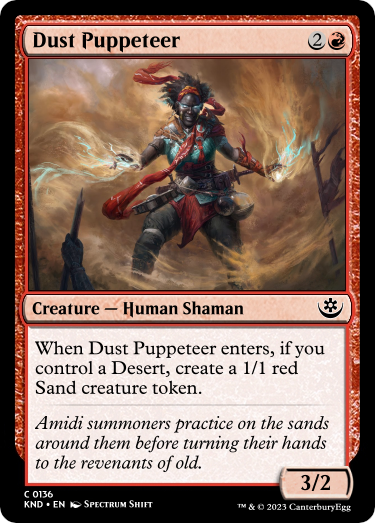 Dust Puppeteer 2
Creature — Human Shaman
When Dust Puppeteer enters, if you
control a Desert, create a 1/1 red
Sand creature token.
Amidi summoners practice on the sands
around them before turning their hands
to the revenants of old.
3/2
C 0136
KND • EN Spectrum Shift
™ & © 2023 CanterburyEgg